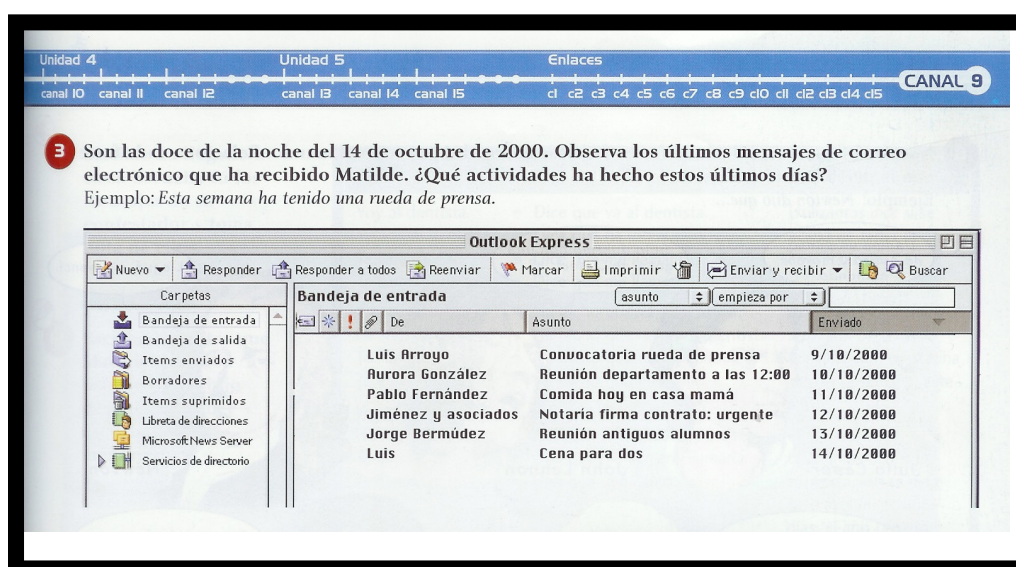 Unidad 4 Unidad 5 Enlaces
canal 10 canal 11 canal 12 canal 13 canal 14 canal 15 c1 c2 c3 c4 c5 c6 c7 c8 c9 c10 c11 c12 c13 c14 c15 CANAL 9
3 Son las doce de la noche del 14 de octubre de 2000. Observa los últimos mensajes de correo
electrónico que ha recibido Matilde. ¿Qué actividades ha hecho estos últimos días?
Ejemplo: Esta semana ha tenido una rueda de prensa.
Outlook Express
Nuevo Responder Responder a todos Reenviar Marcar Imprimir Enviar y recibir Buscar
Carpetas Bandeja de entrada asunto empieza por
De Asunto Enviado
Bandeja de entrada
Bandeja de salida
Items enviados
Borradores
Items suprimidos
Libreta de direcciones
Microsoft News Server
Servicios de directorio
Luis Arroyo Convocatoria rueda de prensa 9/10/2000
Aurora González Reunión departamento a las 12:00 10/10/2000
Pablo Fernández Comida hoy en casa mamá 11/10/2000
Jiménez y asociados Notaría firma contrato: urgente 12/10/2000
Jorge Bermúdez Reunión antiguos alumnos 13/10/2000
Luis Cena para dos 14/10/2000